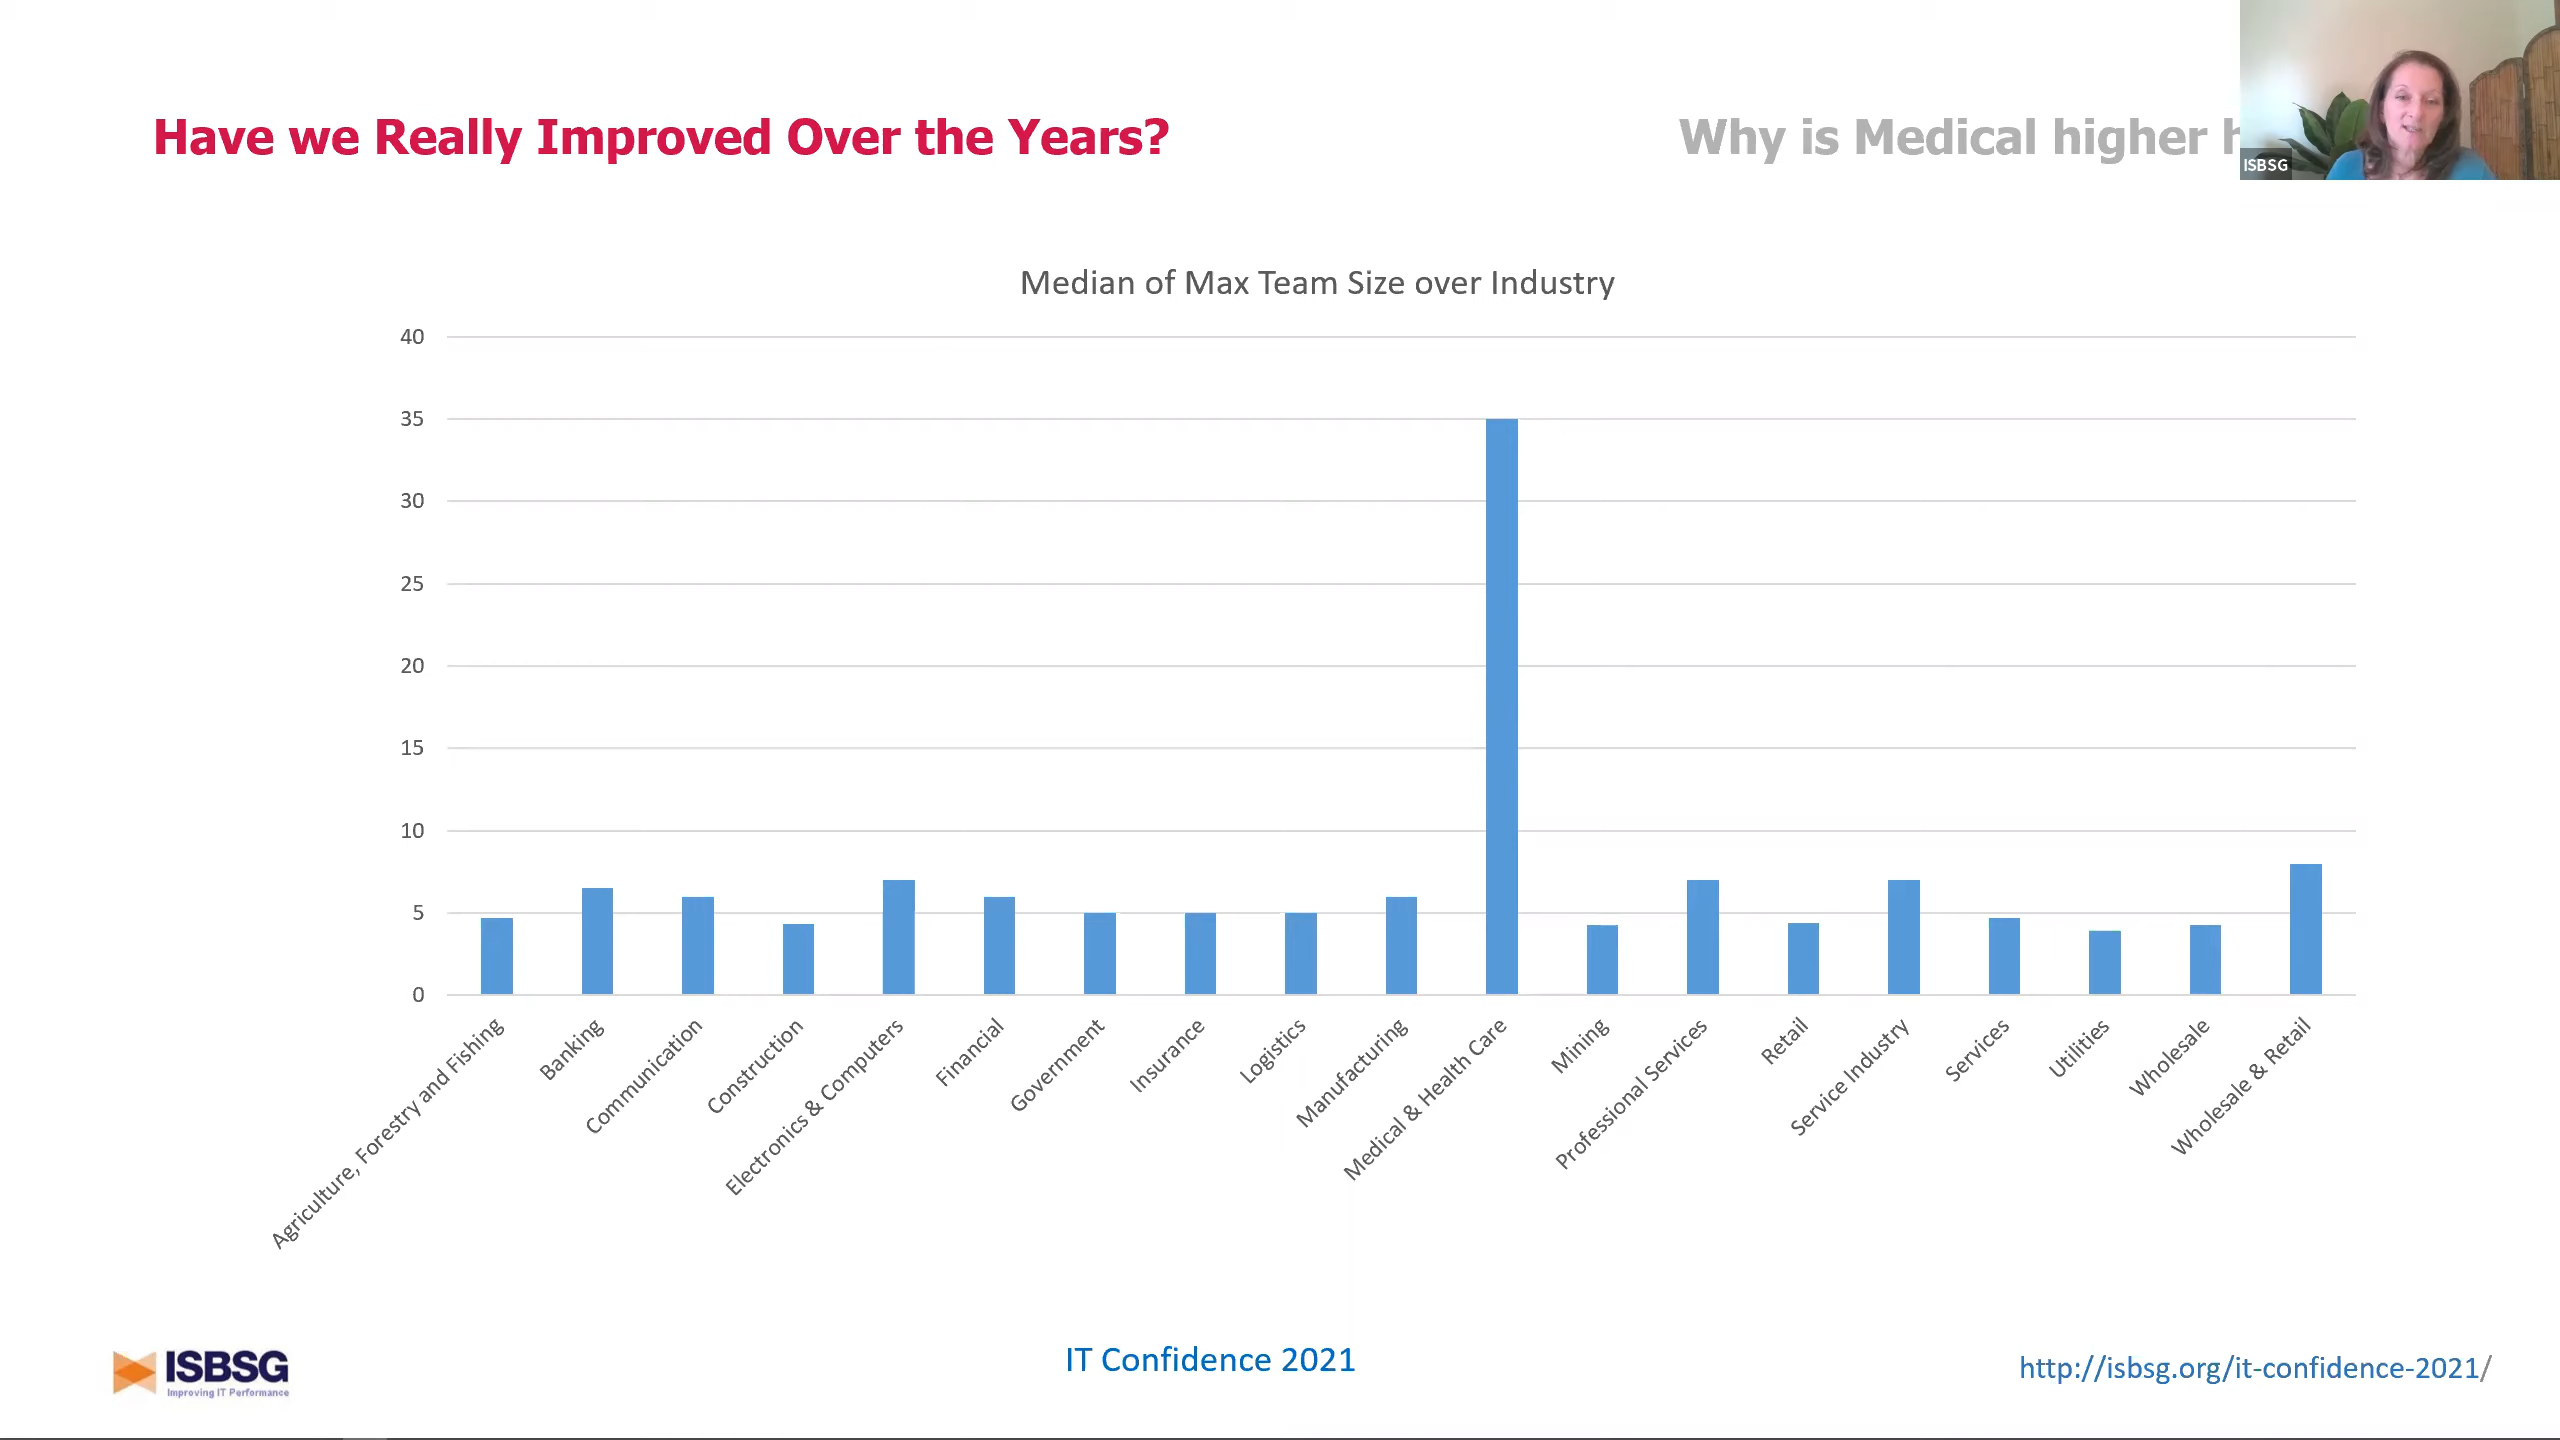 Have we Really Improved Over the Years?
Why is Medical higher
ISBSG
Median of Max Team Size over Industry
40
35
30
25
20
15
10
5
0
Agriculture, Forestry and Fishing
Banking
Communication
Construction
Electronics & Computers
Financial
Government
Insurance
Logistics
Manufacturing
Medical & Health Care
Mining
Professional Services
Retail
Service Industry
Services
Utilities
Wholesale
Wholesale & Retail
ISBSG
Improving IT Performance
IT Confidence 2021
http://isbsg.org/it-confidence-2021/